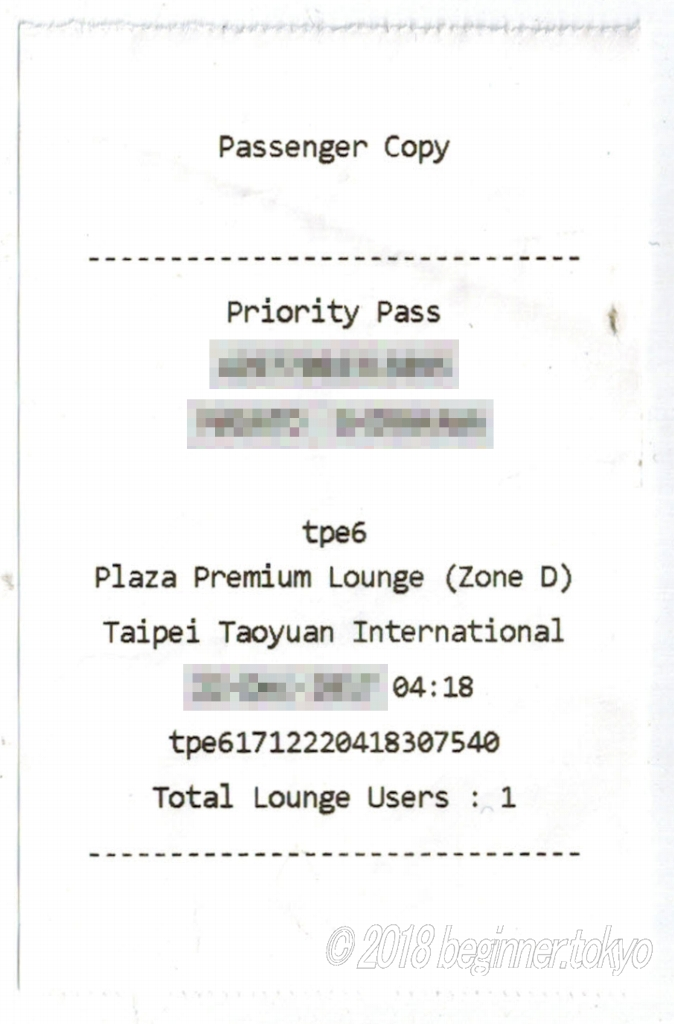 Passenger Copy
-------------------------------
Priority Pass
tpe6
Plaza Premium Lounge (Zone D)
Taipei Taoyuan International
04:18
tpe61712220418307540
Total Lounge Users : 1
-------------------------------
© 2018 beginner.tokyo